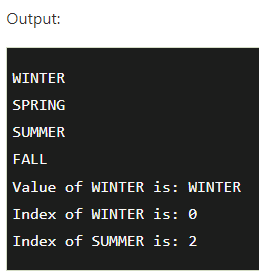 Output:
WINTER
SPRING
SUMMER
FALL
Value of WINTER is: WINTER
Index of WINTER is: 0
Index of SUMMER is: 2